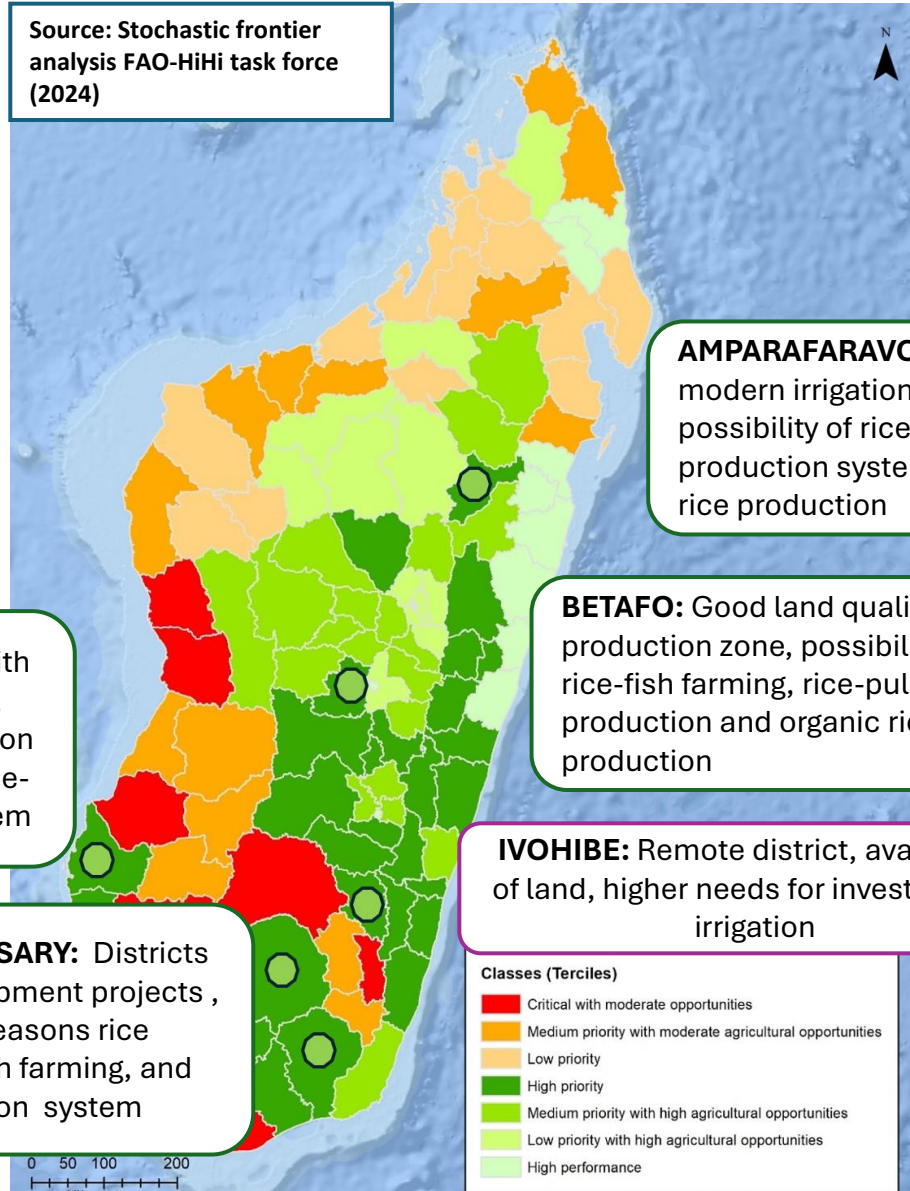 Source: Stochastic frontier
analysis FAO-HiHi task force
(2024)
N
AMPARAFARAVO
modern irrigation
possibility of rice
production syste
rice production
BETAFO: Good land quali
production zone, possibil
rice-fish farming, rice-pul
production and organic ric
production
ith
on
e-
em
IVOHIBE: Remote district, ava
of land, higher needs for invest
irrigation
SARY: Districts
pment projects ,
easons rice
h farming, and
on system
Classes (Terciles)
Critical with moderate opportunities
Medium priority with moderate agricultural opportunities
Low priority
High priority
Medium priority with high agricultural opportunities
Low priority with high agricultural opportunities
High performance
0 50 100 200